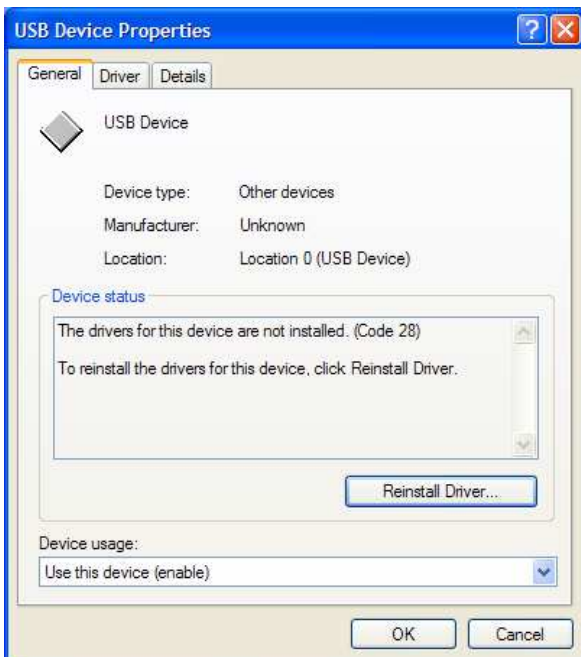 USB Device Properties
General Driver Details
USB Device
Device type: Other devices
Manufacturer: Unknown
Location: Location 0 (USB Device)
Device status
The drivers for this device are not installed. (Code 28)
To reinstall the drivers for this device, click Reinstall Driver.
Reinstall Driver...
Device usage:
Use this device (enable)
OK Cancel